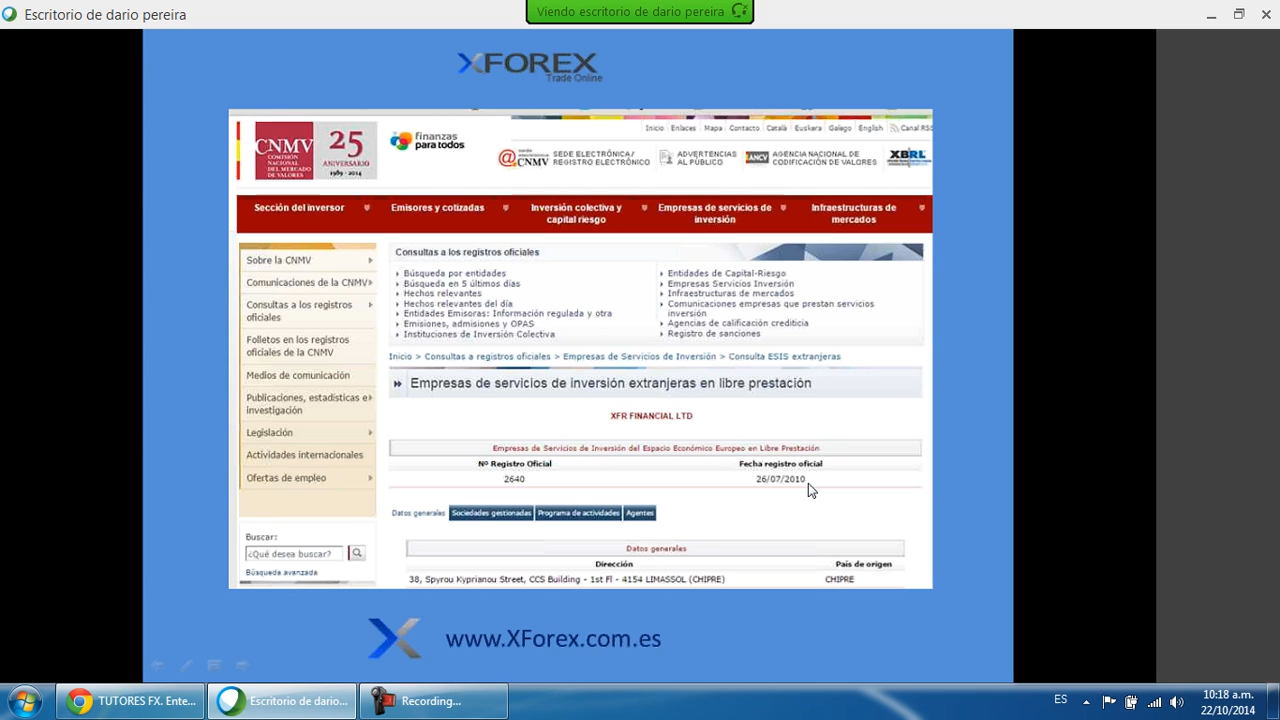 Escritorio de dario pereira
Viendo escritorio de dario pereira
XFOREX
Trade Online
CNMV
COMISIÓN
NACIONAL
DEL MERCADO
DE VALORES
25
ANIVERSARIO
1989 - 2014
finanzas
para todos
Inicio Enlaces Mapa Contacto Català Euskera Galego English Canal RSS
CNMV SEDE ELECTRÓNICA/
REGISTRO ELECTRÓNICO
ADVERTENCIAS
AL PÚBLICO
ANCV AGENCIA NACIONAL DE
CODIFICACIÓN DE VALORES
XBRL
Sección del inversor
Emisores y cotizadas
Inversión colectiva y
capital riesgo
Empresas de servicios de
inversión
Infraestructuras de
mercados
Sobre la CNMV
Comunicaciones de la CNMV
Consultas a los registros
oficiales
Folletos en los registros
oficiales de la CNMV
Medios de comunicación
Publicaciones, estadísticas e
investigación
Legislación
Actividades internacionales
Ofertas de empleo
Buscar:
¿Qué desea buscar?
Búsqueda avanzada
Consultas a los registros oficiales
Búsqueda por entidades
Búsqueda en 5 últimos días
Hechos relevantes
Hechos relevantes del día
Entidades Emisoras: Información regulada y otra
Emisiones, admisiones y OPAS
Instituciones de Inversión Colectiva
Entidades de Capital-Riesgo
Empresas Servicios Inversión
Infraestructuras de mercados
Comunicaciones empresas que prestan servicios
inversión
Agencias de calificación crediticia
Registro de sanciones
Inicio > Consultas a registros oficiales > Empresas de Servicios de Inversión > Consulta ESIS extranjeras
Empresas de servicios de inversión extranjeras en libre prestación
XFR FINANCIAL LTD
Empresas de Servicios de Inversión del Espacio Económico Europeo en Libre Prestación
Nº Registro Oficial Fecha registro oficial
2640 26/07/2010
Datos generales Sociedades gestionadas Programa de actividades Agentes
Datos generales
Dirección País de origen
38, Spyrou Kyprianou Street, CCS Building - 1st Fl - 4154 LIMASSOL (CHIPRE) CHIPRE
www.XForex.com.es
TUTORES FX. Ente...
Escritorio de dario...
Recording...
ES
10:18 a.m.
22/10/2014